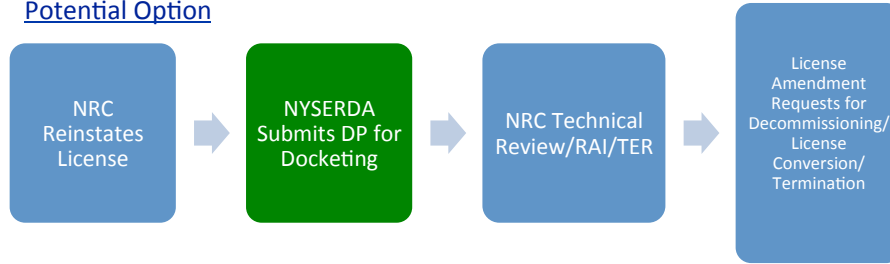 Potential Option
NRC
Reinstates
License
NYSERDA
Submits DP for
Docketing
NRC Technical
Review/RAI/TER
License
Amendment
Requests for
Decommissioning/
License
Conversion/
Termination